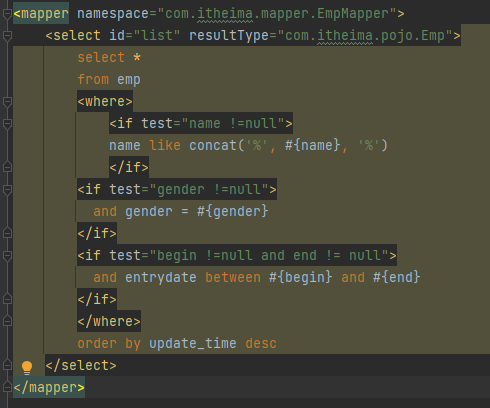 <mapper namespace="com.itheima.mapper.EmpMapper">
<select id="list" resultType="com.itheima.pojo.Emp">
select *
from emp
<where>
<if test="name !=null">
name like concat('%', #{name}, '%')
</if>
<if test="gender !=null">
and gender = #{gender}
</if>
<if test="begin !=null and end != null">
and entrydate between #{begin} and #{end}
</if>
</where>
order by update_time desc
</select>
</mapper>